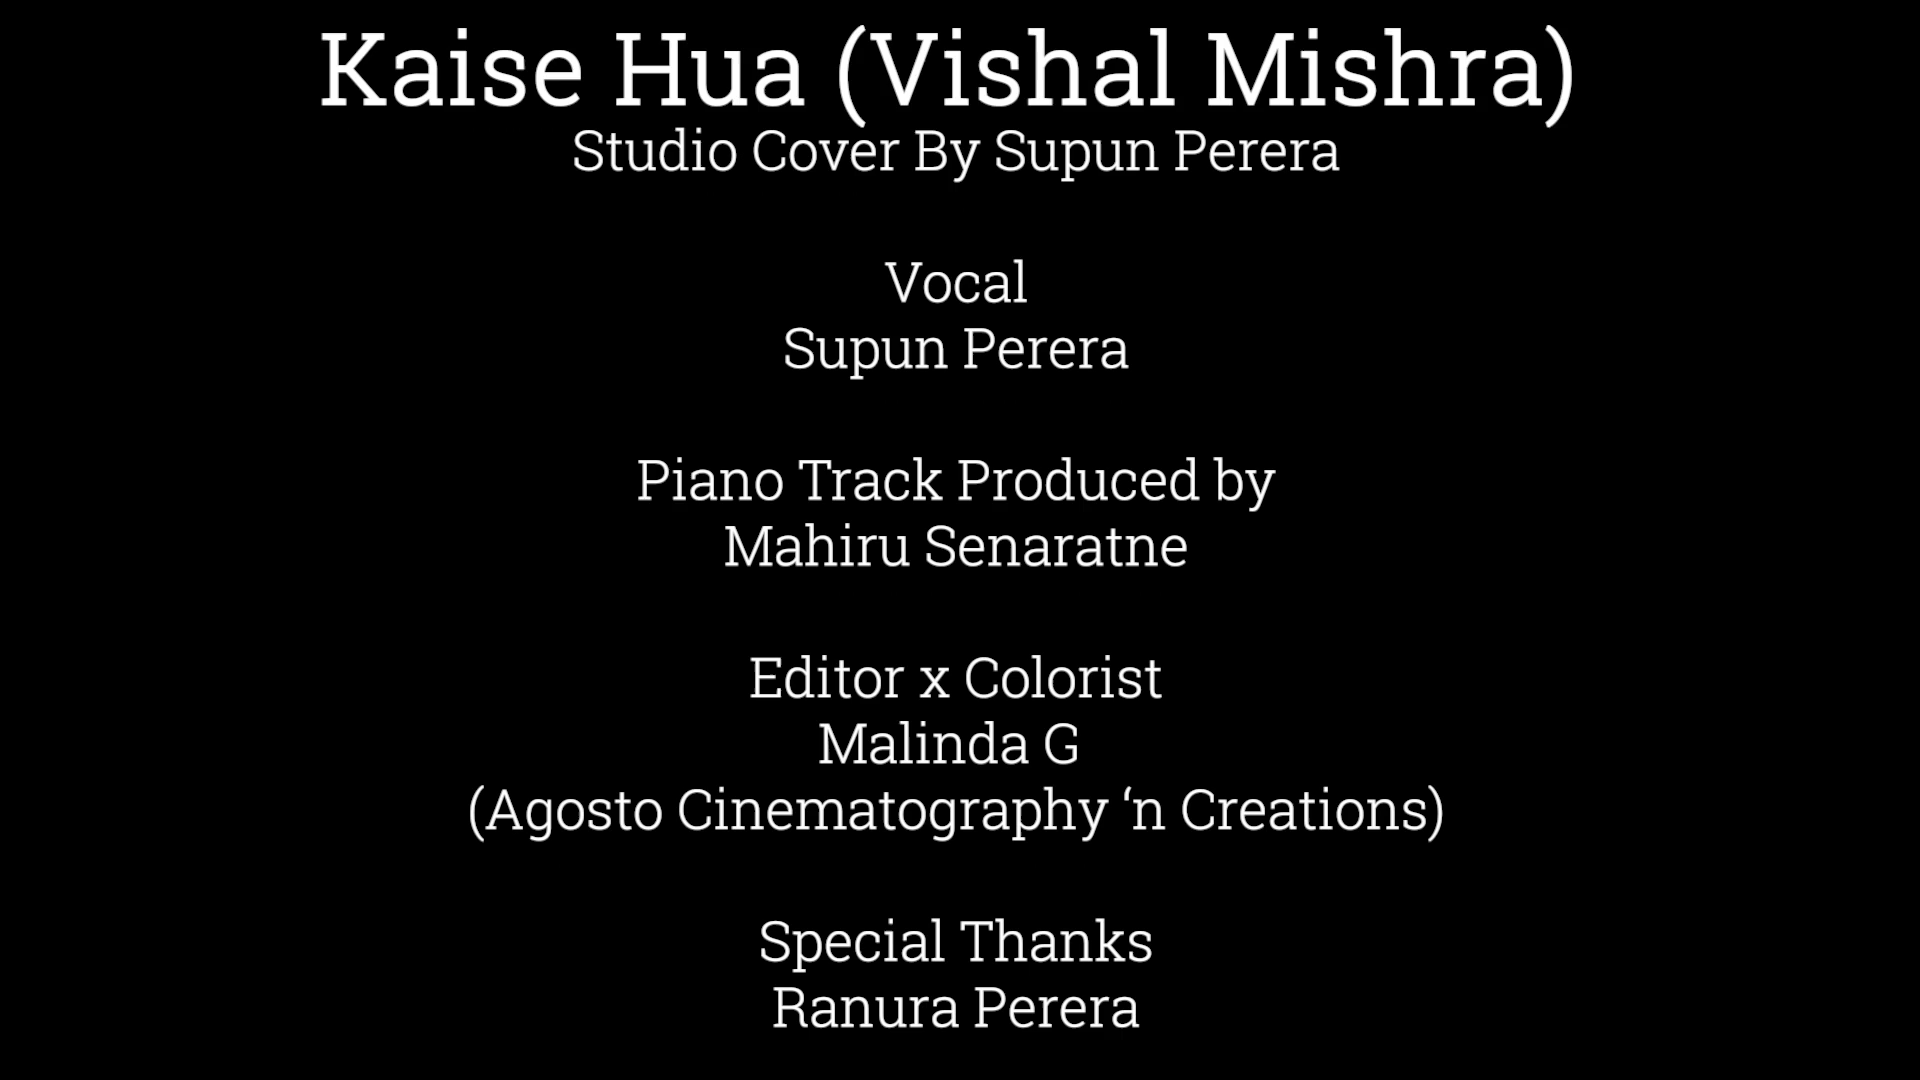 Kaise Hua (Vishal Mishra)
Studio Cover By Supun Perera
Vocal
Supun Perera
Piano Track Produced by
Mahiru Senaratne
Editor x Colorist
Malinda G
(Agosto Cinematography ‘n Creations)
Special Thanks
Ranura Perera